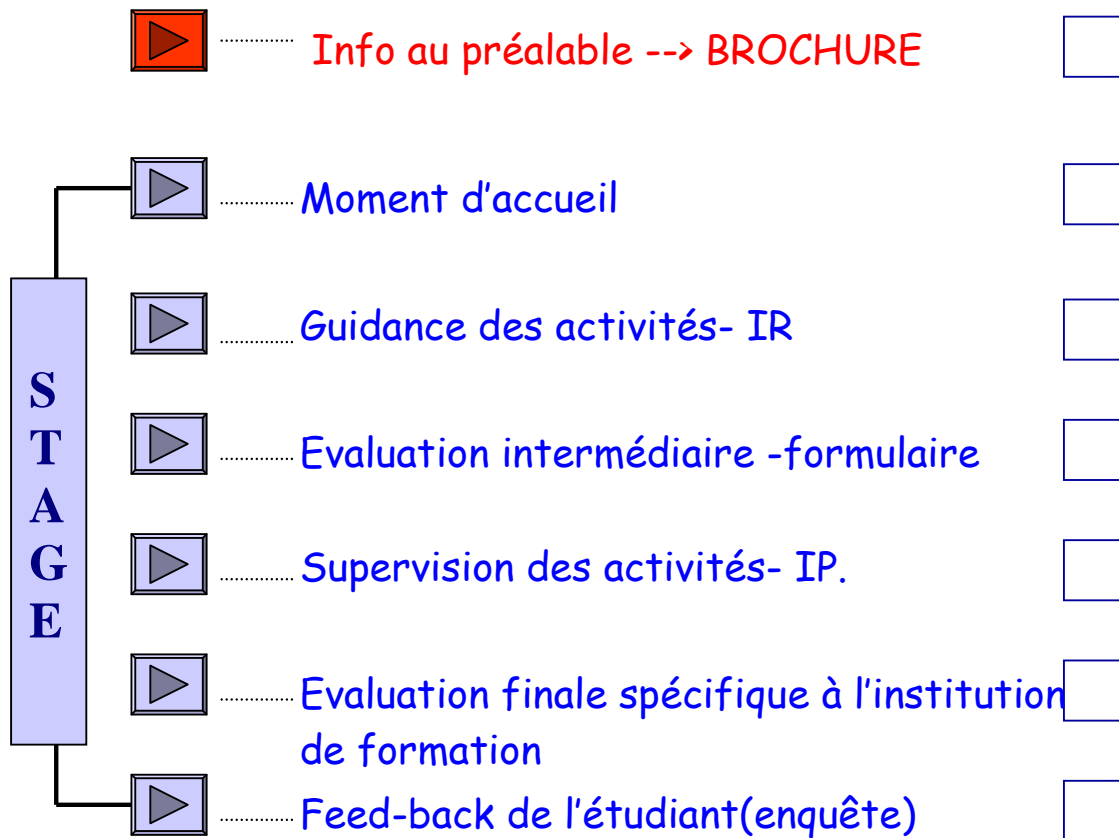 Info au préalable --> BROCHURE
Moment d’accueil
Guidance des activités- IR
S
T
A
G
E
Evaluation intermédiaire -formulaire
Supervision des activités- IP.
Evaluation finale spécifique à l’institution
de formation
Feed-back de l’étudiant(enquête)